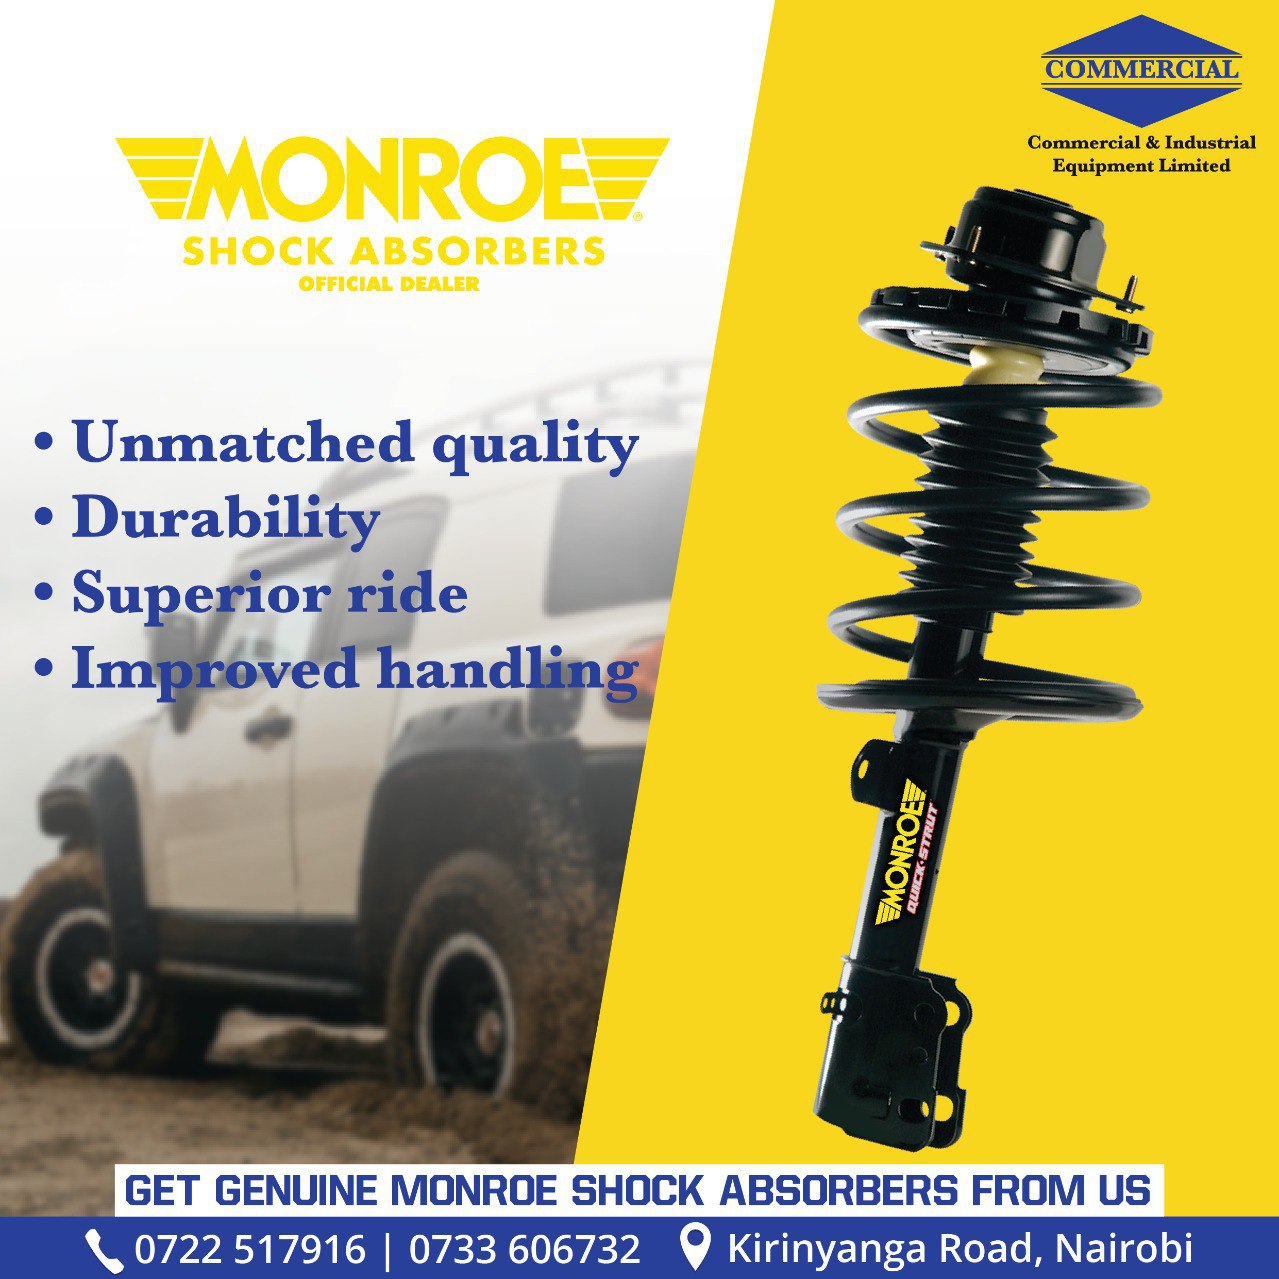 COMMERCIAL
Commercial & Industrial
Equipment Limited
MONROE®
SHOCK ABSORBERS
OFFICIAL DEALER
• Unmatched quality
• Durability
• Superior ride
• Improved handling
MONROE
QUICK-STRUT
GET GENUINE MONROE SHOCK ABSORBERS FROM US
0722 517916 | 0733 606732 Kirinyanga Road, Nairobi